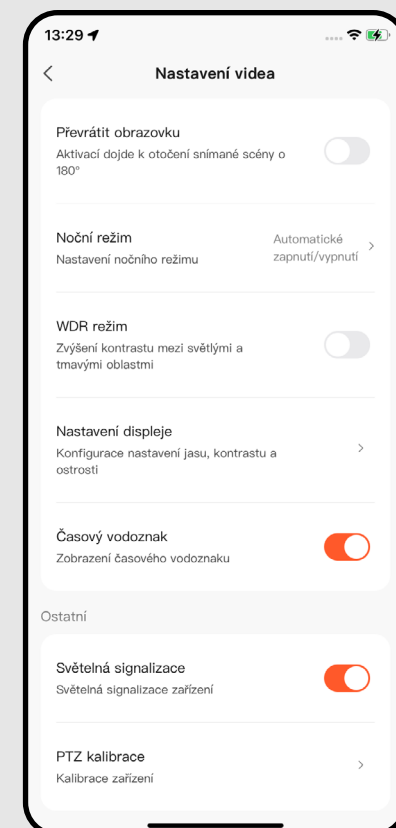 13:29
Nastavení videa
Převrátit obrazovku
Aktivací dojde k otočení snímané scény o
180°
Noční režim
Nastavení nočního režimu
Automatické
zapnutí/vypnutí
WDR režim
Zvýšení kontrastu mezi světlými a
tmavými oblastmi
Nastavení displeje
Konfigurace nastavení jasu, kontrastu a
ostrosti
Časový vodoznak
Zobrazení časového vodoznaku
Ostatní
Světelná signalizace
Světelná signalizace zařízení
PTZ kalibrace
Kalibrace zařízení